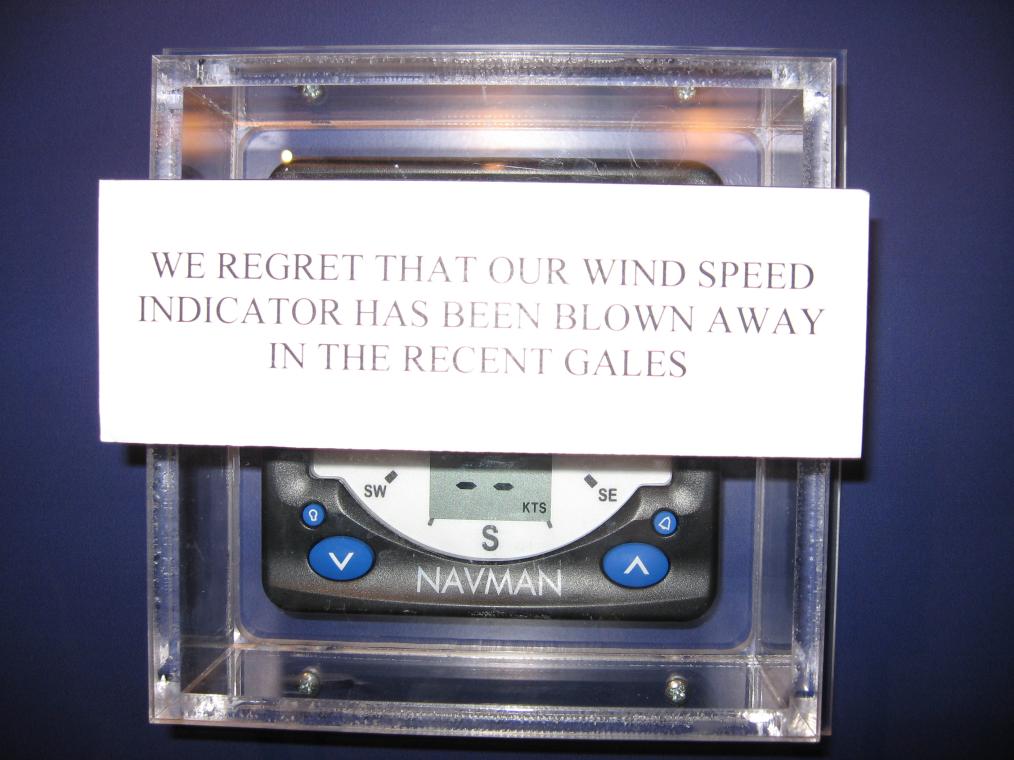 WE REGRET THAT OUR WIND SPEED
INDICATOR HAS BEEN BLOWN AWAY
IN THE RECENT GALES
SW
SE
-- KTS
S
NAVMAN